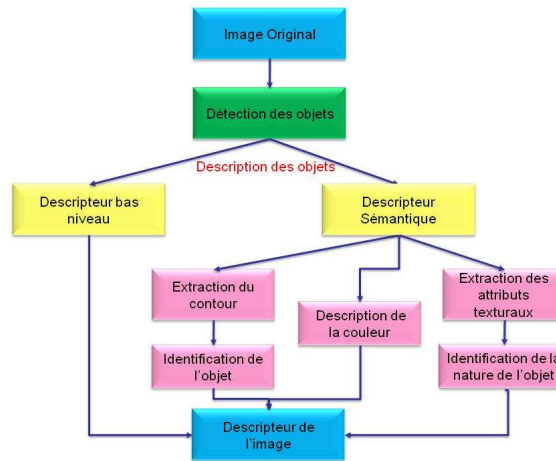 Image Original
Détection des objets
Description des objets
Descripteur bas
niveau
Descripteur
Sémantique
Extraction du
contour
Description de
la couleur
Extraction des
attributs
texturaux
Identification de
l'objet
Identification de la
nature de l'objet
Descripteur de
l'image